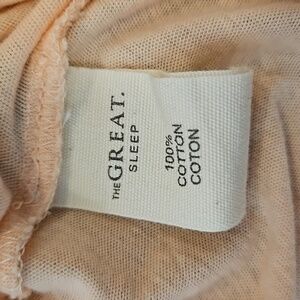 THE GREAT.
SLEEP
100%
COTTON
COTON